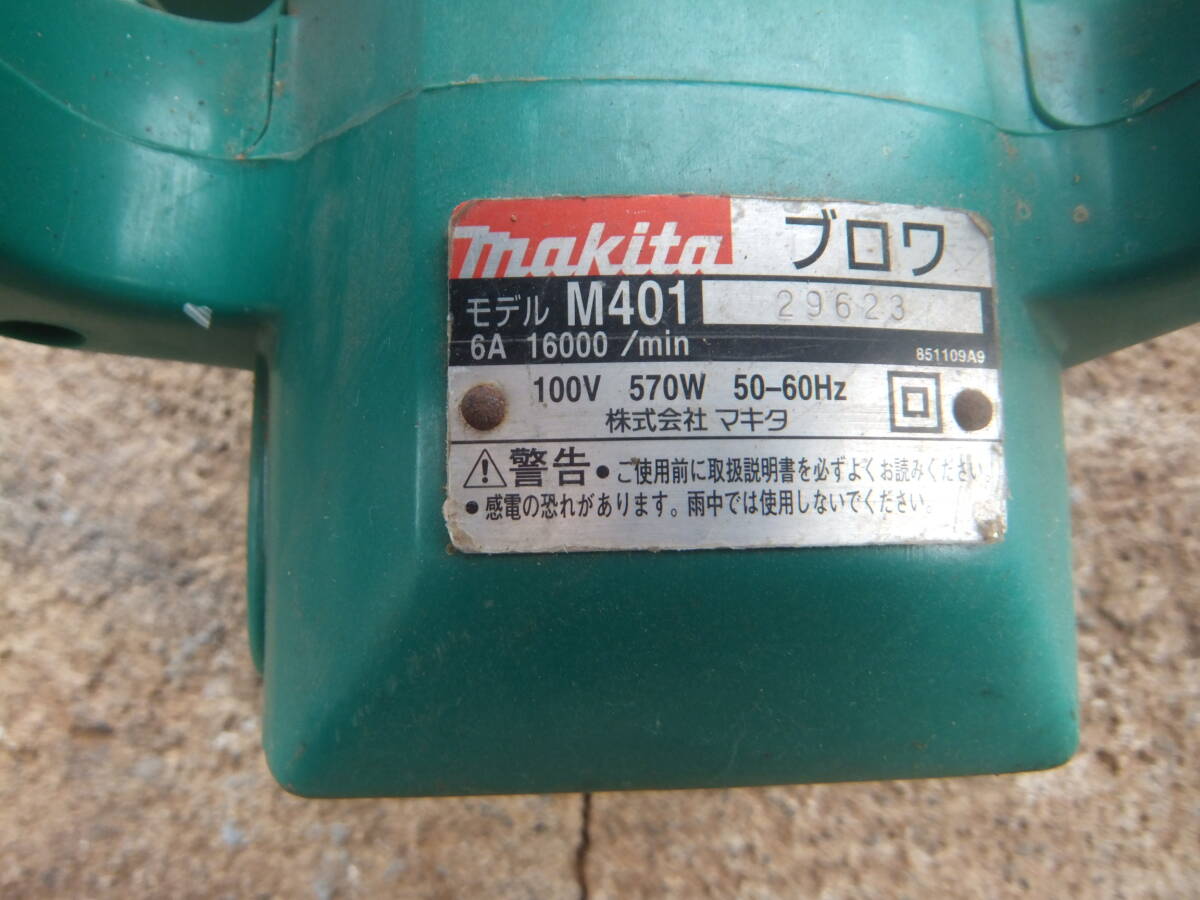 makita ブロワ
モデル M401 29623
6A 16000 /min 851109A9
100V 570W 50-60Hz
株式会社 マキタ
警告 ●ご使用前に取扱説明書を必ずよくお読みください。
●感電の恐れがあります。雨中では使用しないでください。